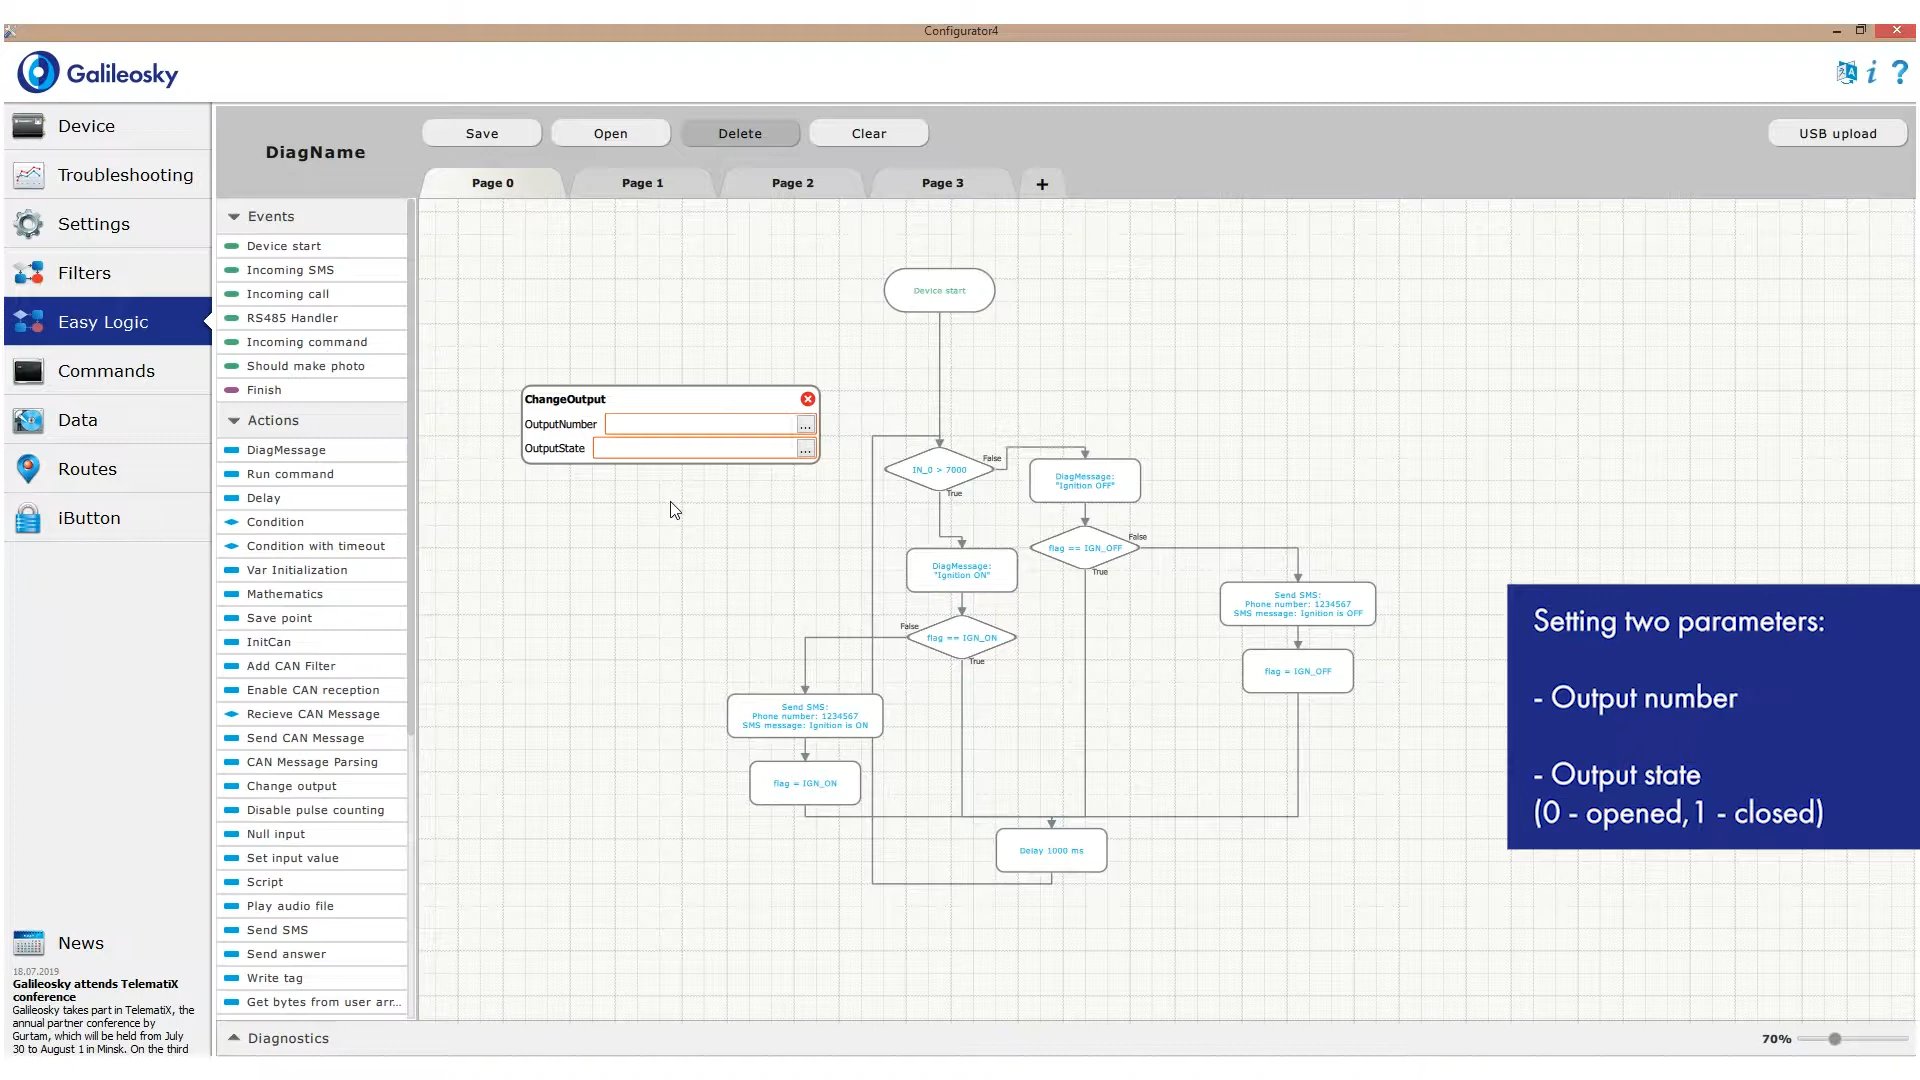 Configurator4
Galileosky
Device
Troubleshooting
Settings
Filters
Easy Logic
Commands
Data
Routes
iButton
News
18.07.2019
Galileosky attends TelematiX
conference
Galileosky takes part in TelematiX, the
annual partner conference by
Gurtam, which will be held from July
30 to August 1 in Minsk. On the third
DiagName
Save
Open
Delete
Clear
USB upload
Page 0
Page 1
Page 2
Page 3
+
Events
Device start
Incoming SMS
Incoming call
RS485 Handler
Incoming command
Should make photo
Finish
Actions
DiagMessage
Run command
Delay
Condition
Condition with timeout
Var Initialization
Mathematics
Save point
InitCan
Add CAN Filter
Enable CAN reception
Recieve CAN Message
Send CAN Message
CAN Message Parsing
Change output
Disable pulse counting
Null input
Set input value
Script
Play audio file
Send SMS
Send answer
Write tag
Get bytes from user arr...
Diagnostics
ChangeOutput
OutputNumber
...
OutputState
...
Device start
IN_0 > 7000
False
True
DiagMessage:
"Ignition OFF"
flag == IGN_OFF
False
True
DiagMessage:
"Ignition ON"
flag == IGN_ON
False
True
Send SMS:
Phone number: 1234567
SMS message: Ignition is OFF
flag = IGN_OFF
Send SMS:
Phone number: 1234567
SMS message: Ignition is ON
flag = IGN_ON
Delay 1000 ms.
Setting two parameters:
- Output number
- Output state
(0 - opened, 1 - closed)
70%